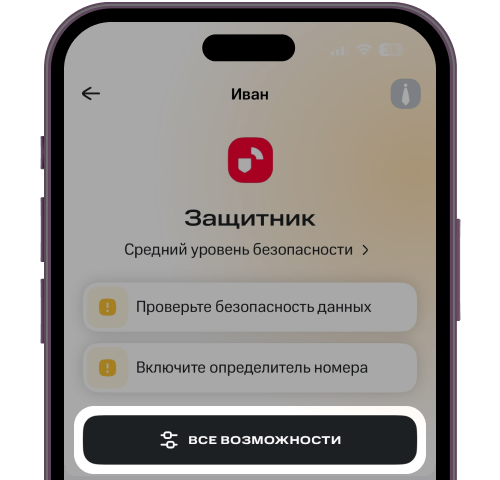 Иван
Защитник
Средний уровень безопасности
Проверьте безопасность данных
Включите определитель номера
ВСЕ ВОЗМОЖНОСТИ